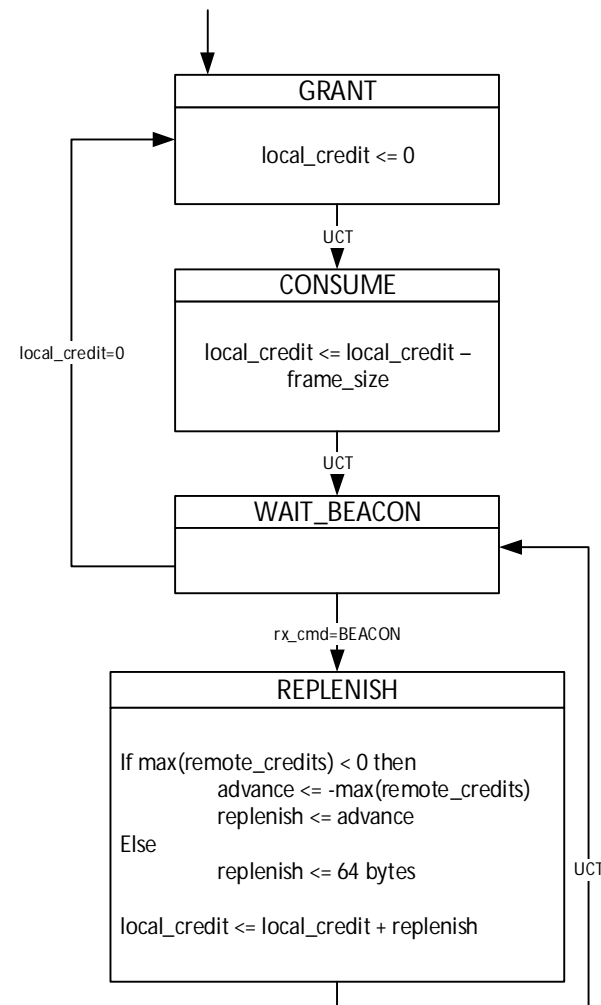 GRANT
local_credit <= 0
UCT
CONSUME
local_credit=0
local_credit <= local_credit –
frame_size
UCT
WAIT_BEACON
rx_cmd=BEACON
REPLENISH
If max(remote_credits) < 0 then
advance <= -max(remote_credits)
replenish <= advance
Else
replenish <= 64 bytes
UCT
local_credit <= local_credit + replenish